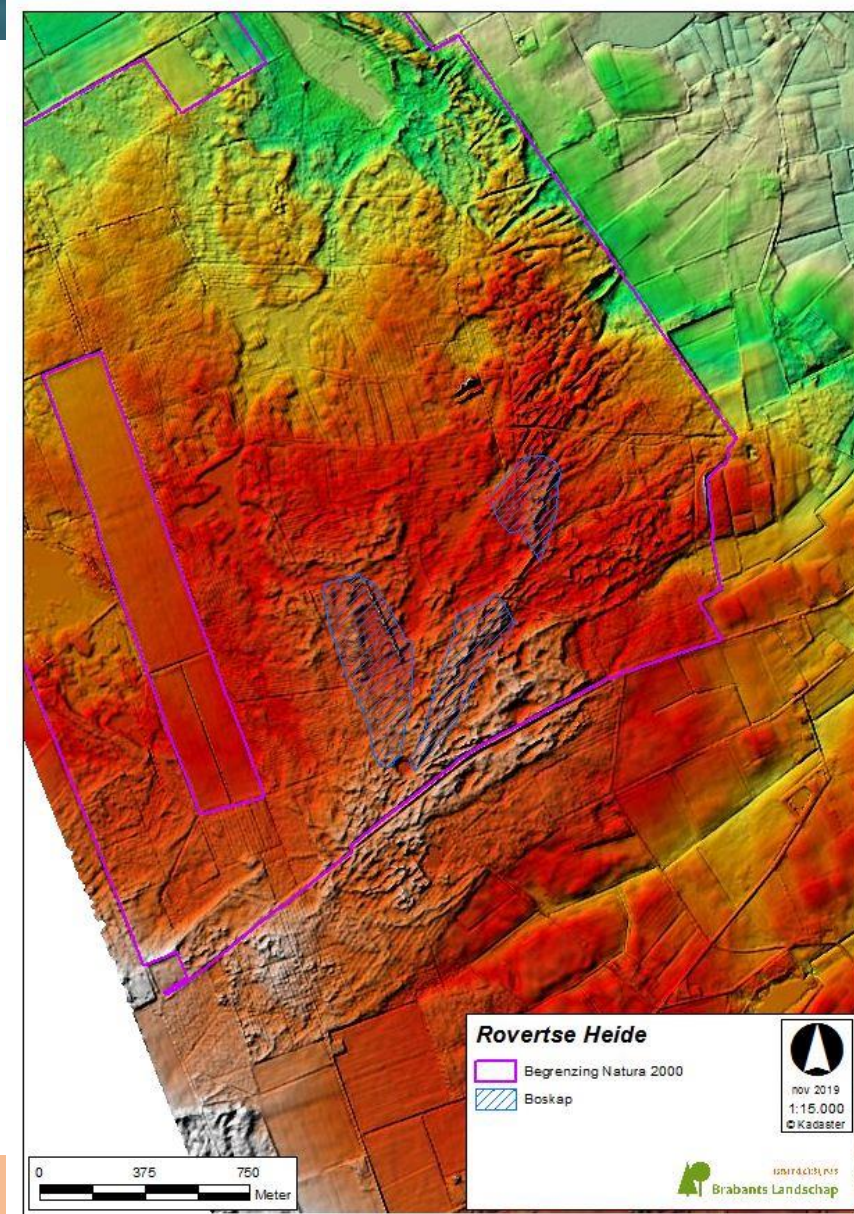 Rovertse Heide
Begrenzing Natura 2000
Boskap
nov 2019
1:15.000
© Kadaster
0 375 750
Meter
Brabants Landschap